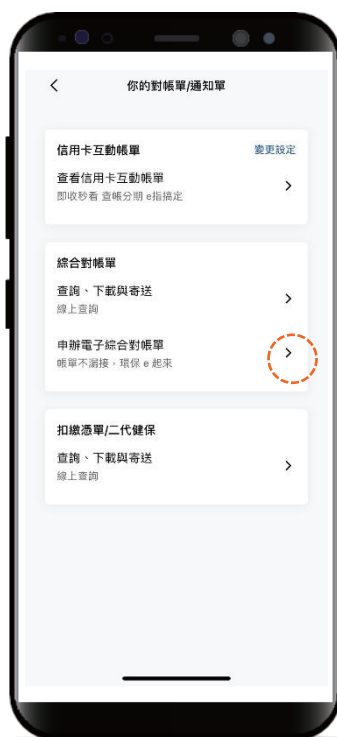 你的對帳單/通知單
信用卡互動帳單 變更設定
查看信用卡互動帳單
即收秒看 查帳分期 e指搞定
綜合對帳單
查詢、下載與寄送
線上查詢
申辦電子綜合對帳單
帳單不漏接，環保 e 起來
扣繳憑單/二代健保
查詢、下載與寄送
線上查詢